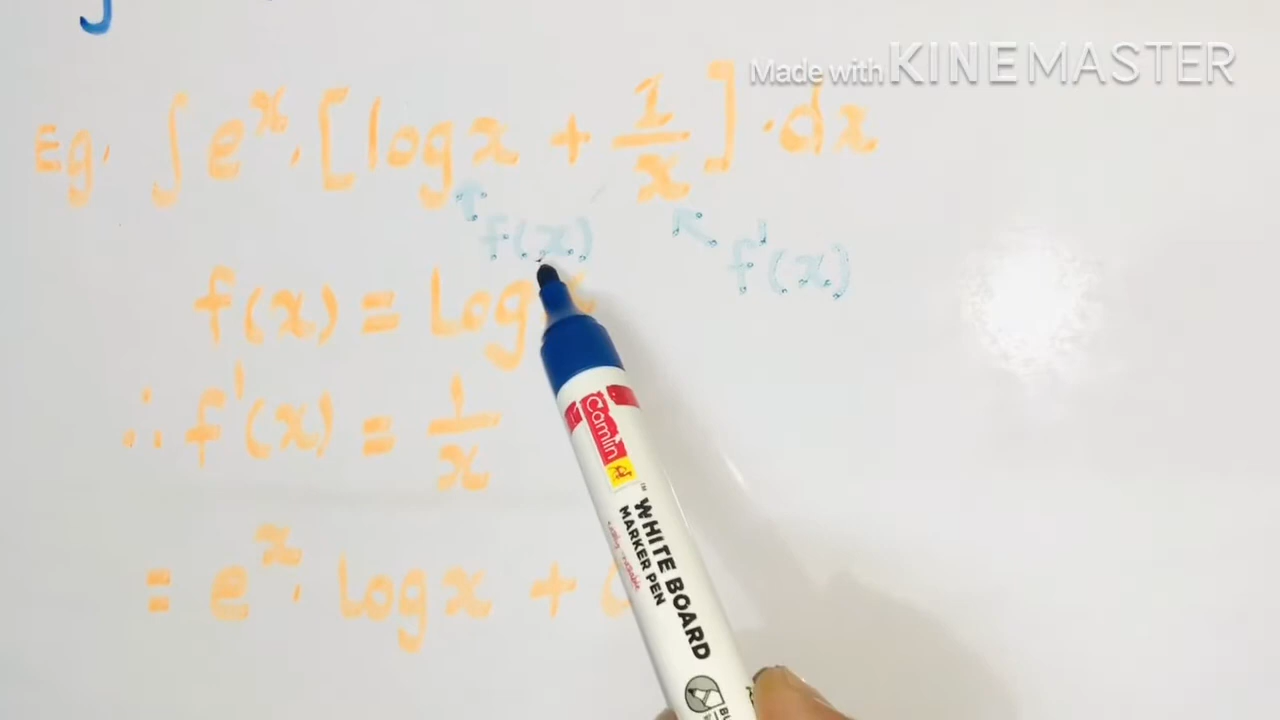 Made with KINEMASTER
Eg. ∫ e^x . [log x + 1/x] . dx
f(x) f'(x)
f(x) = Log x
∴ f'(x) = 1/x
= e^x . Log x + C
Camlin
WHITE BOARD
MARKER PEN